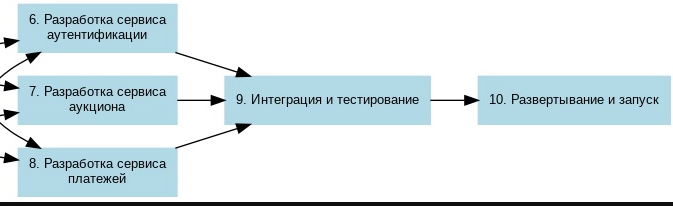 6. Разработка сервиса
аутентификации
7. Разработка сервиса
аукциона
8. Разработка сервиса
платежей
9. Интеграция и тестирование
10. Развертывание и запуск